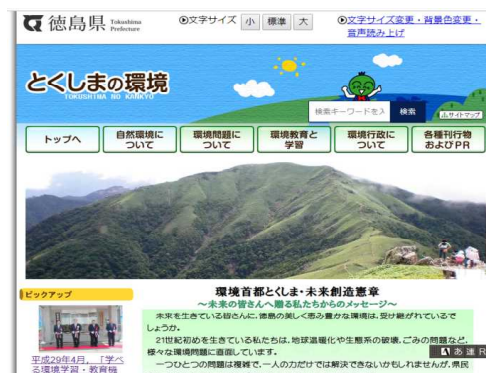 徳島県 Tokushima Prefecture
文字サイズ 小 標準 大
文字サイズ変更・背景色変更・
音声読み上げ
とくしまの環境
TOKUSHIMA NO KANKYO
検索キーワードを入 検索
サイトマップ
トップへ
自然環境に
ついて
環境問題に
ついて
環境教育と
学習
環境行政に
ついて
各種刊行物
およびPR
ピックアップ
環境首都とくしま・未来創造憲章
～未来の皆さんへ贈る私たちからのメッセージ～
未来を生きている皆さんに、徳島の美しく恵み豊かな環境は、受け継がれているで
しょうか。
21世紀初めを生きている私たちは、地球温暖化や生態系の破壊、ごみの問題など、
様々な環境問題に直面しています。
一つひとつの問題は複雑で、一人の力だけでは解決できないかもしれませんが、県民
平成29年4月、「学べ
る環境学習・教育機